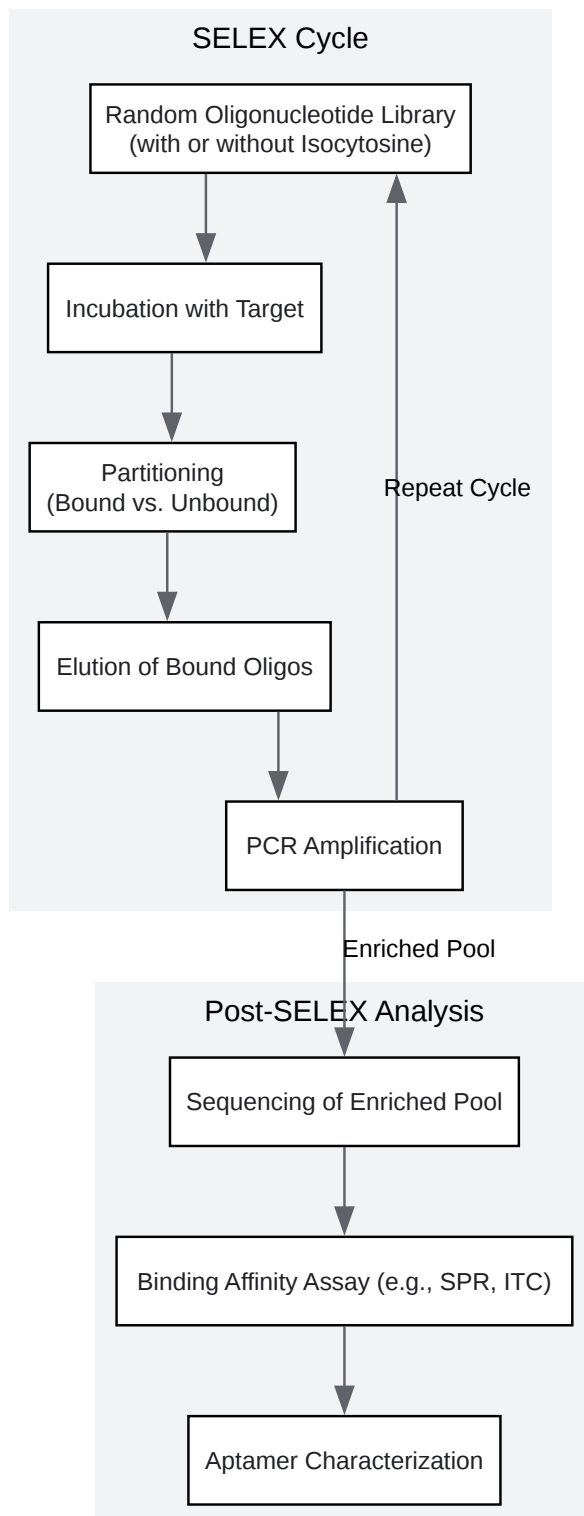 SELEX Cycle
Random Oligonucleotide Library
(with or without Isocytosine)
Incubation with Target
Partitioning
(Bound vs. Unbound)
Repeat Cycle
Elution of Bound Oligos
PCR Amplification
Enriched Pool
Post-SELEX Analysis
Sequencing of Enriched Pool
Binding Affinity Assay (e.g., SPR, ITC)
Aptamer Characterization